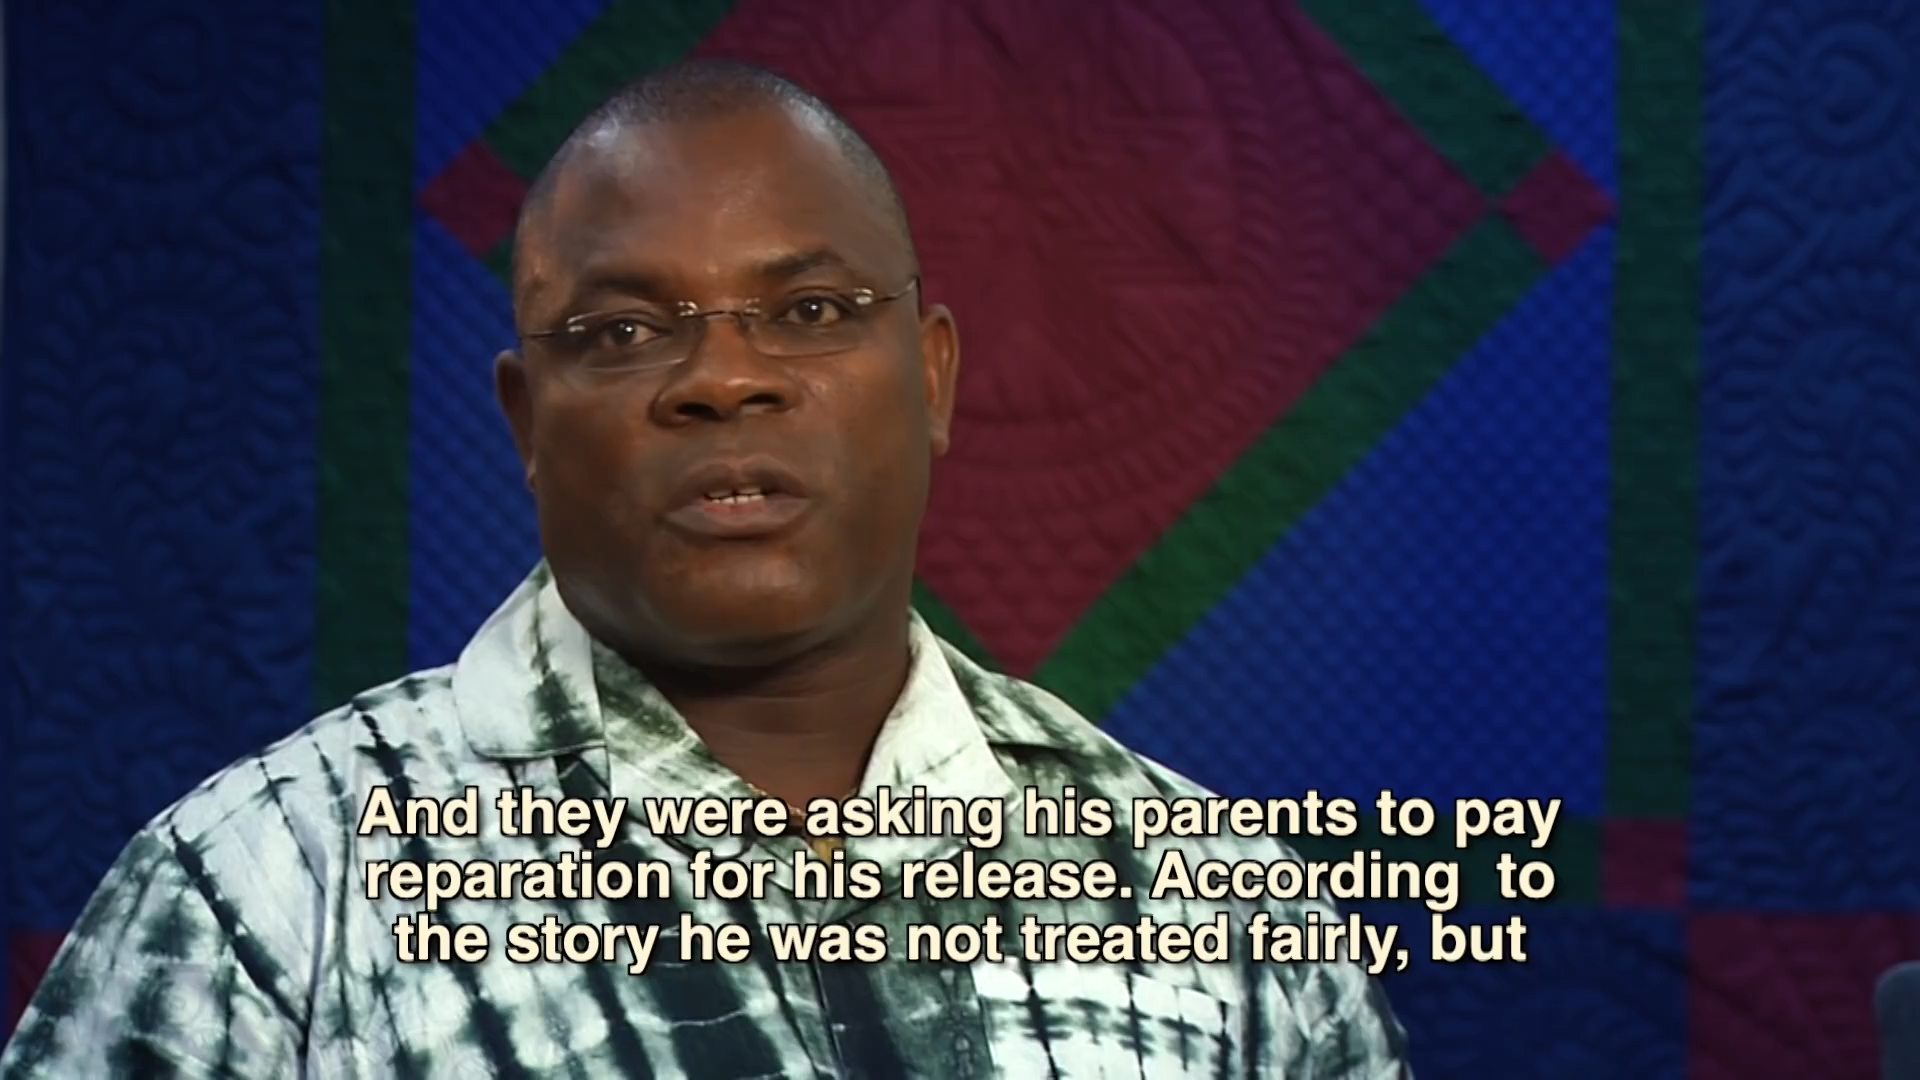 And they were asking his parents to pay
reparation for his release. According  to
the story he was not treated fairly, but